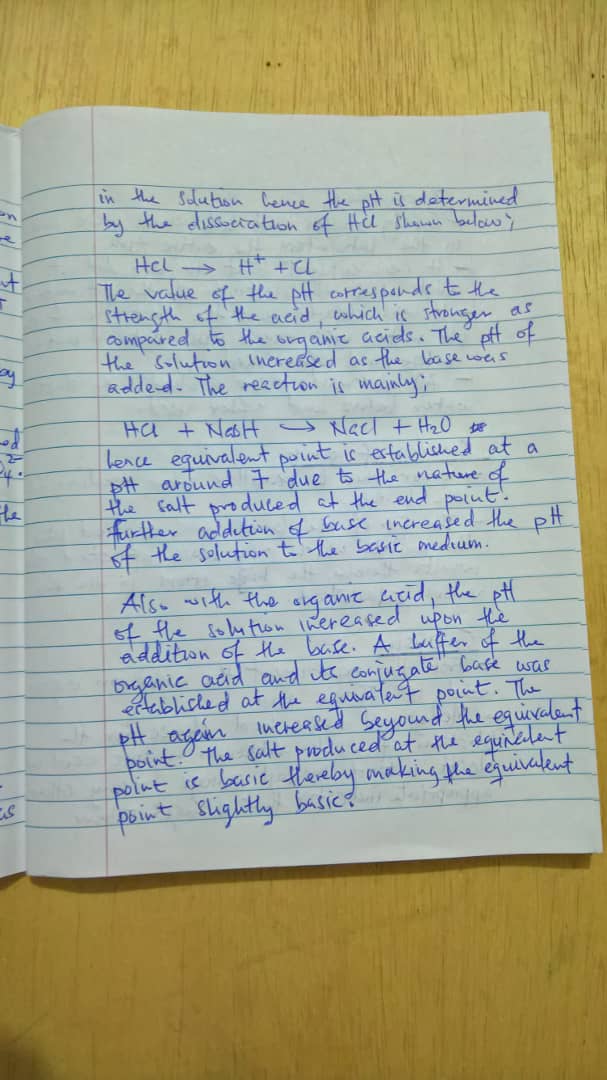 in the solution hence the pH is determined
by the dissociation of HCl shown below;
HCl → H⁺ + Cl
The value of the pH corresponds to the
strength of the acid, which is stronger as
compared to the organic acids. The pH of
the solution increased as the base was
added. The reaction is mainly;
HCl + NaOH → NaCl + H₂O
hence equivalent point is established at a
pH around 7 due to the nature of
the salt produced at the end point.
further addition of base increased the pH
of the solution to the basic medium.
Also with the organic acid, the pH
of the solution increased upon the
addition of the base. A buffer of the
organic acid and its conjugate base was
established at the equivalent point. The
pH again increased beyound the equivalent
point. The salt produced at the equivalent
point is basic thereby making the equivalent
point slightly basic.